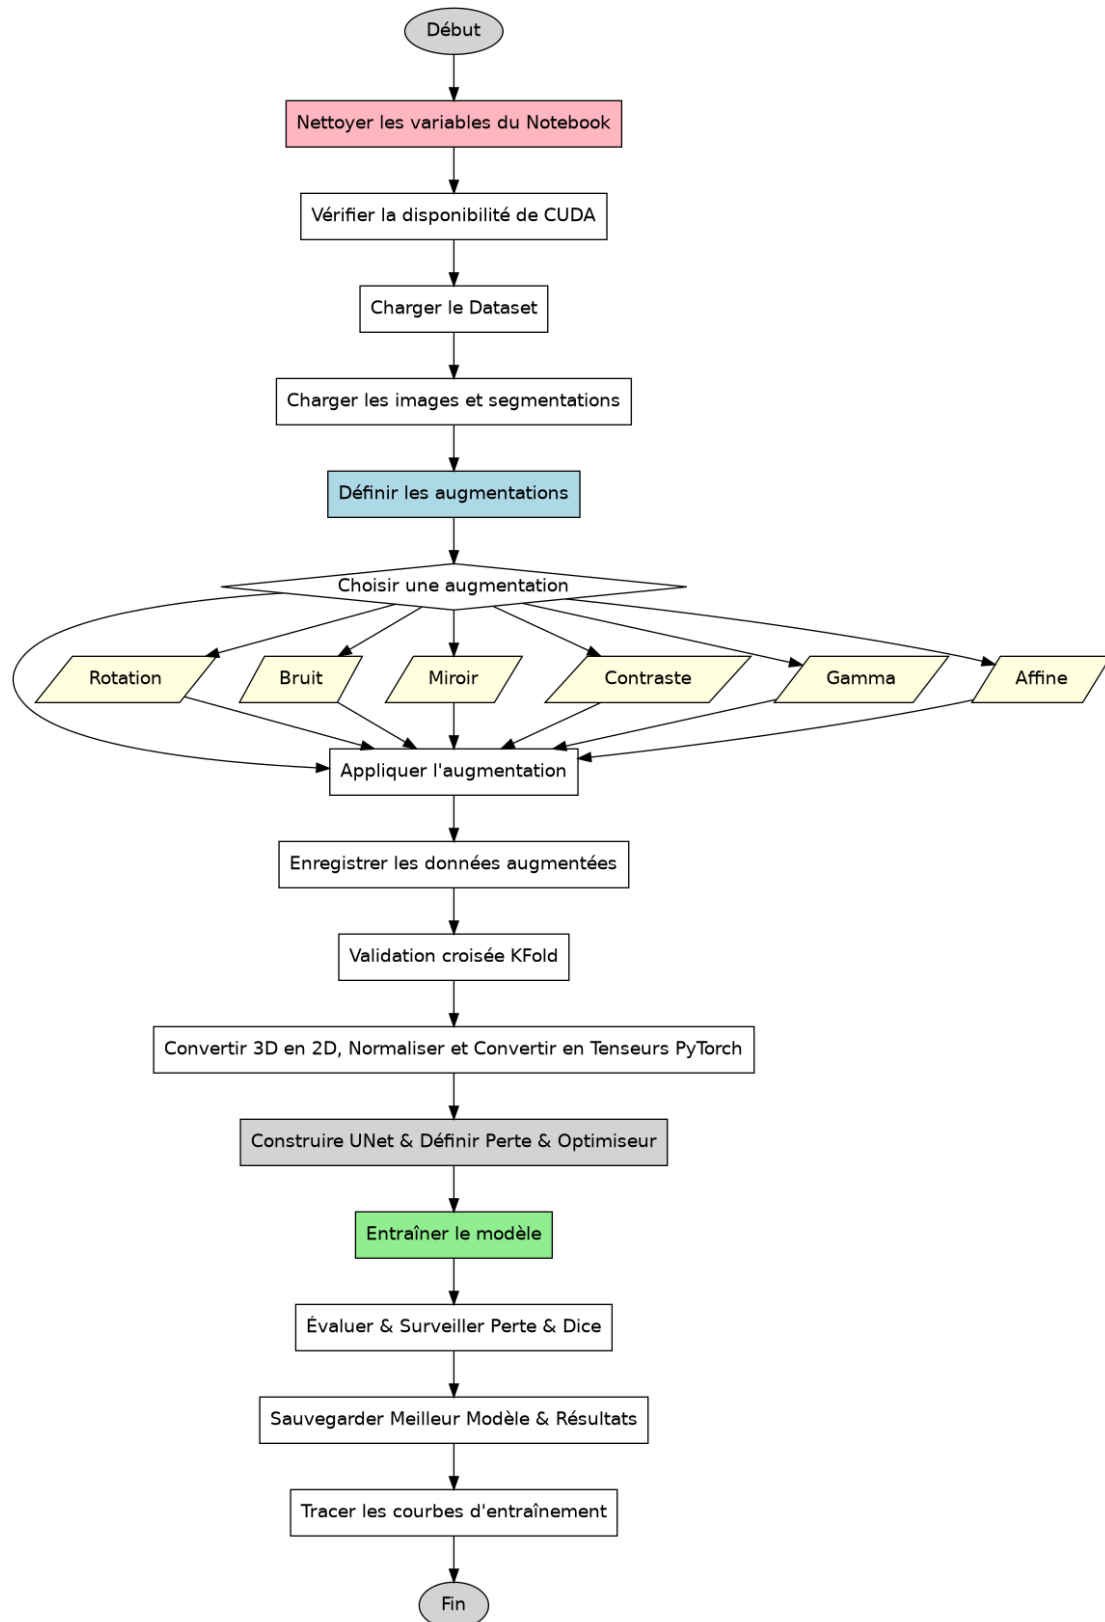 Début
Nettoyer les variables du Notebook
Vérifier la disponibilité de CUDA
Charger le Dataset
Charger les images et segmentations
Définir les augmentations
Choisir une augmentation
Rotation
Bruit
Miroir
Contraste
Gamma
Affine
Appliquer l'augmentation
Enregistrer les données augmentées
Validation croisée KFold
Convertir 3D en 2D, Normaliser et Convertir en Tenseurs PyTorch
Construire UNet & Définir Perte & Optimiseur
Entraîner le modèle
Évaluer & Surveiller Perte & Dice
Sauvegarder Meilleur Modèle & Résultats
Tracer les courbes d'entraînement
Fin